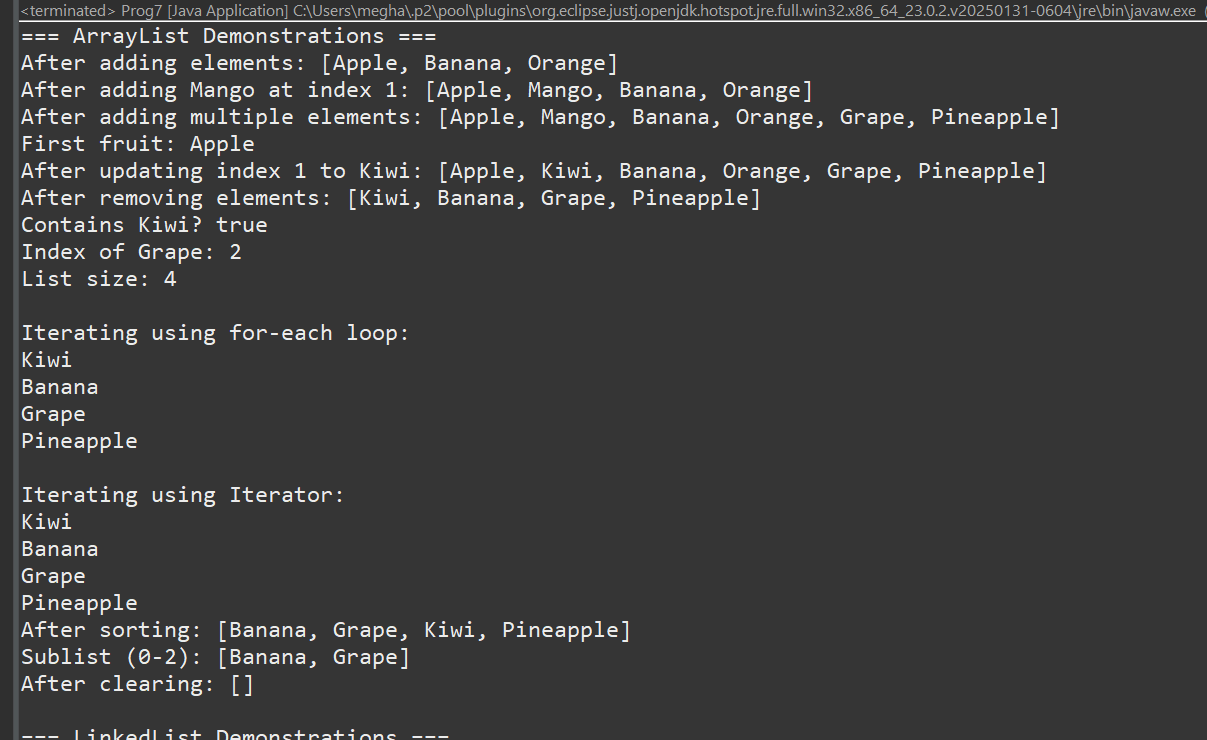 <terminated> Prog7 [Java Application] C:\Users\megha\.p2\pool\plugins\org.eclipse.justj.openjdk.hotspot.jre.full.win32.x86_64_23.0.2.v20250131-0604\jre\bin\javaw.exe (
=== ArrayList Demonstrations ===
After adding elements: [Apple, Banana, Orange]
After adding Mango at index 1: [Apple, Mango, Banana, Orange]
After adding multiple elements: [Apple, Mango, Banana, Orange, Grape, Pineapple]
First fruit: Apple
After updating index 1 to Kiwi: [Apple, Kiwi, Banana, Orange, Grape, Pineapple]
After removing elements: [Kiwi, Banana, Grape, Pineapple]
Contains Kiwi? true
Index of Grape: 2
List size: 4

Iterating using for-each loop:
Kiwi
Banana
Grape
Pineapple

Iterating using Iterator:
Kiwi
Banana
Grape
Pineapple
After sorting: [Banana, Grape, Kiwi, Pineapple]
Sublist (0-2): [Banana, Grape]
After clearing: []

=== LinkedList Demonstrations ===